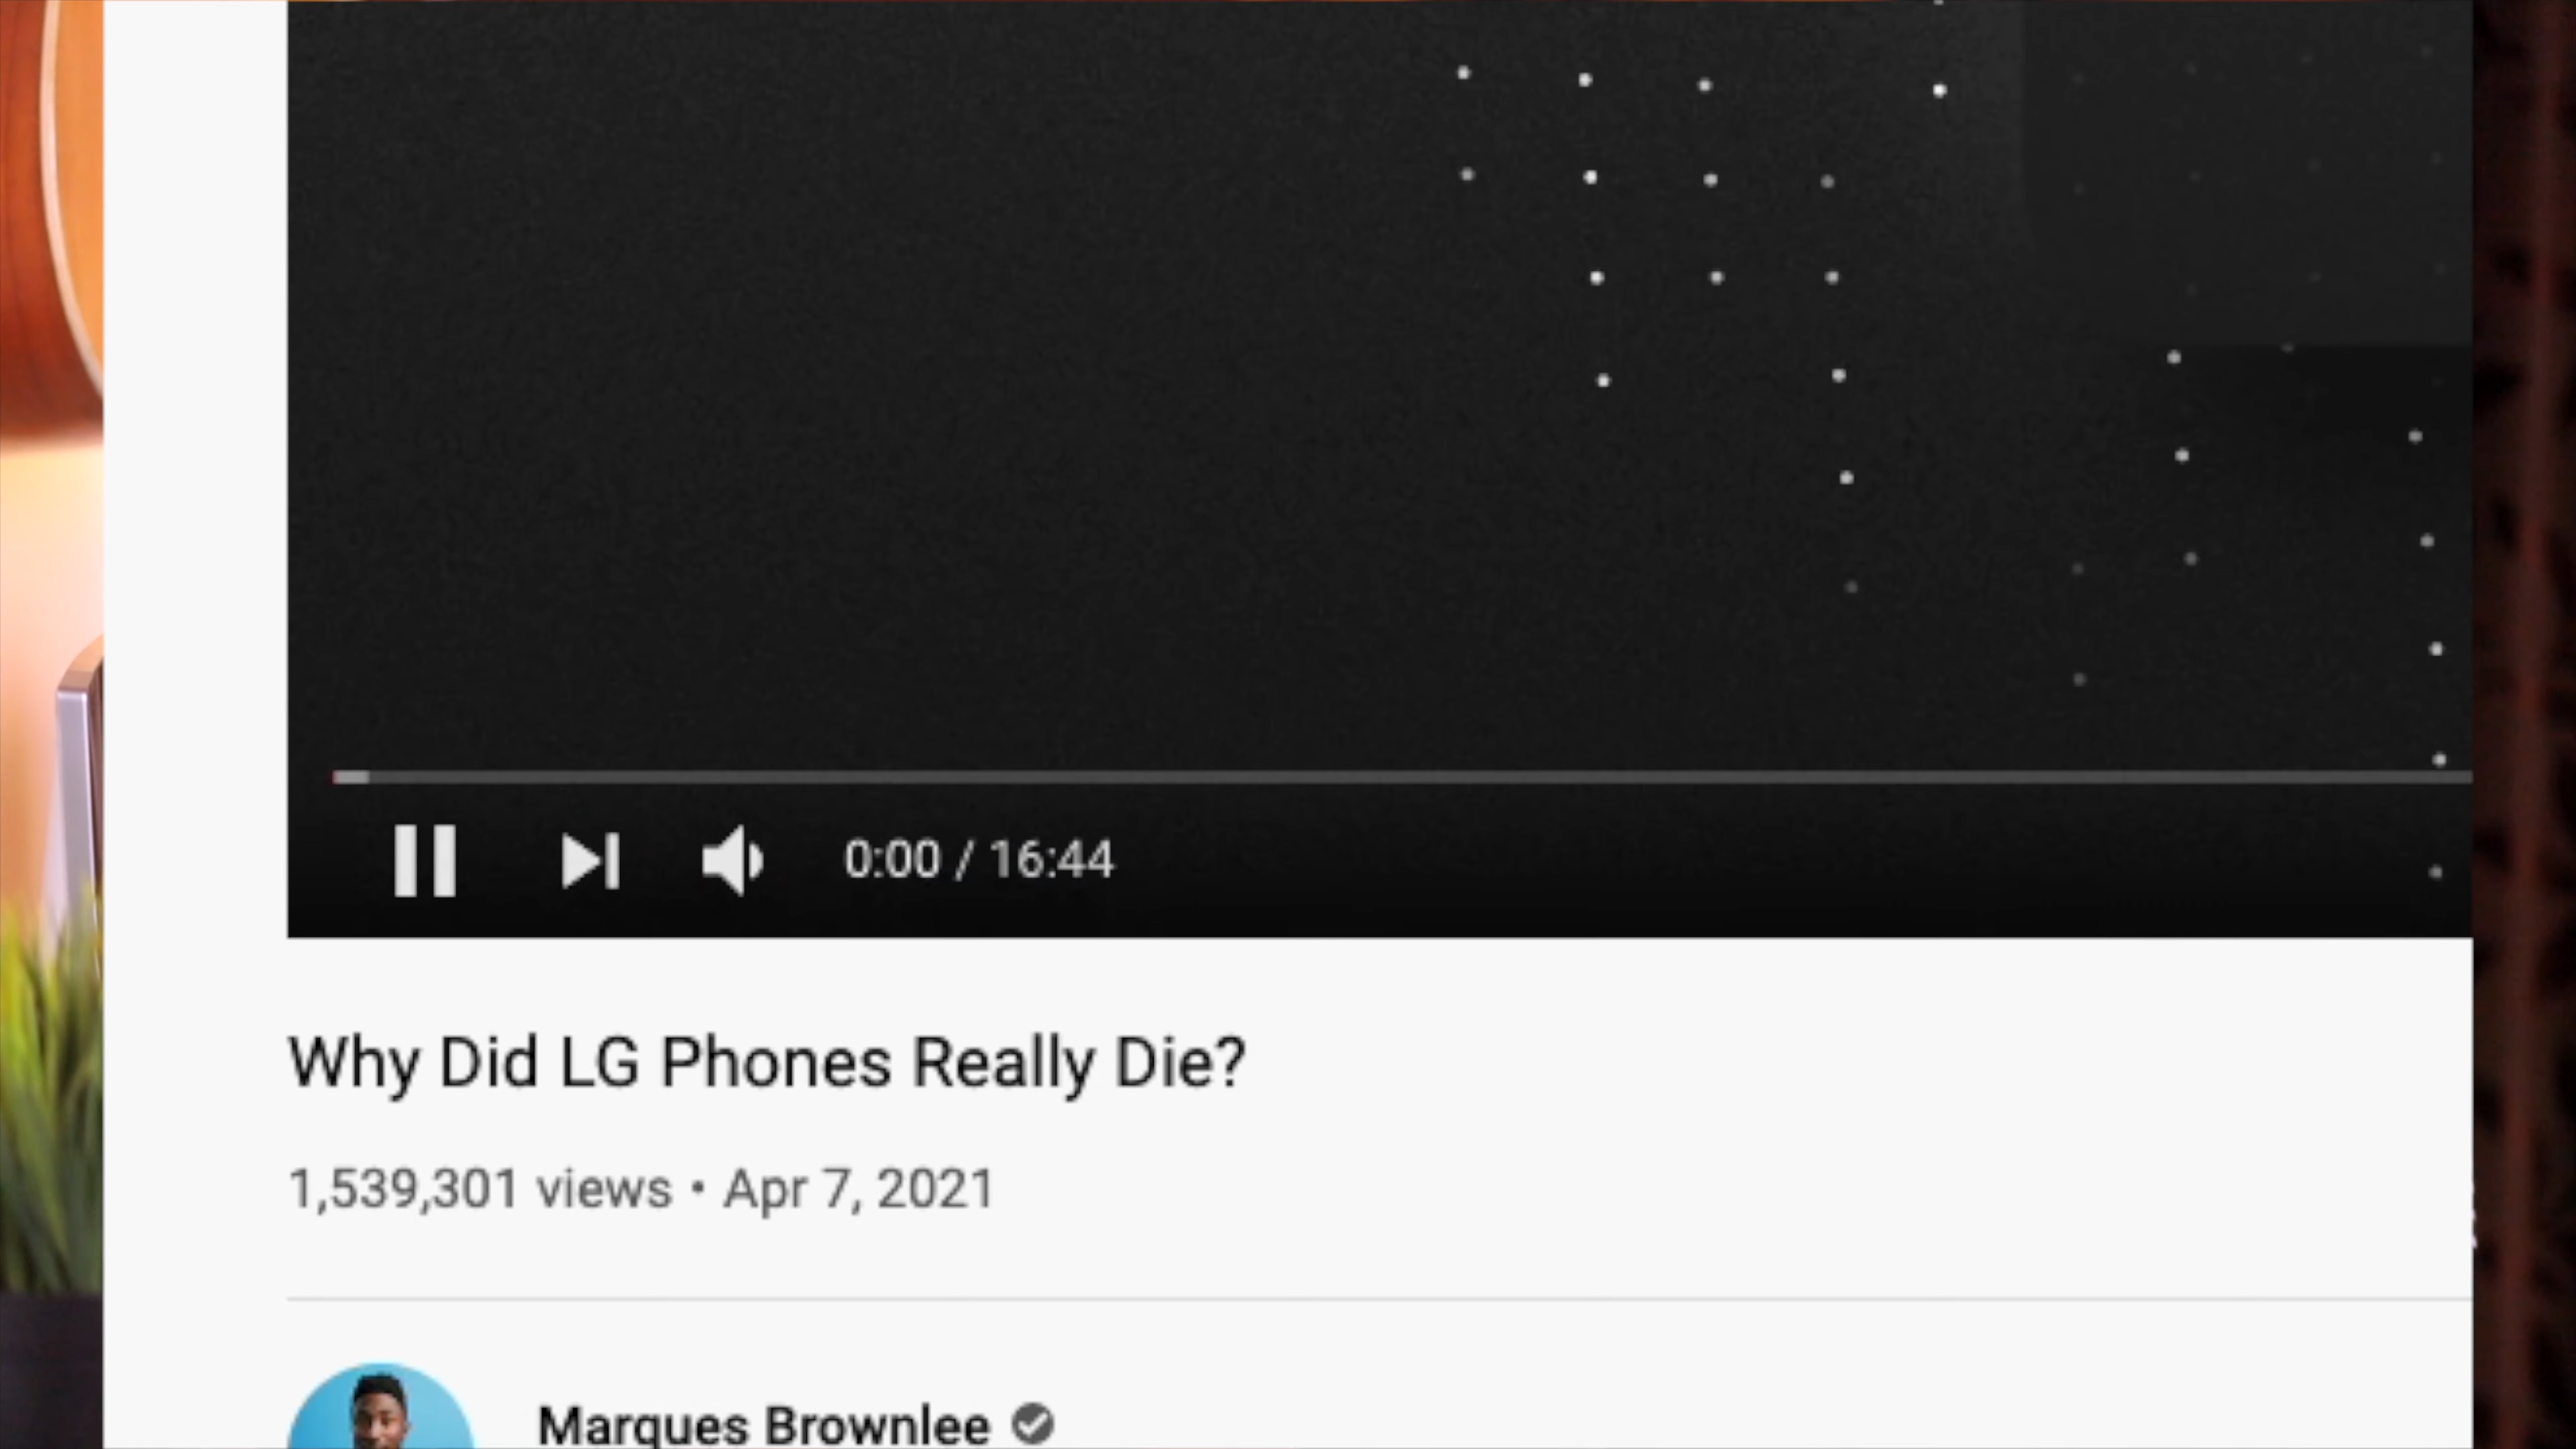 0:00 / 16:44
Why Did LG Phones Really Die?
1,539,301 views • Apr 7, 2021
Marques Brownlee